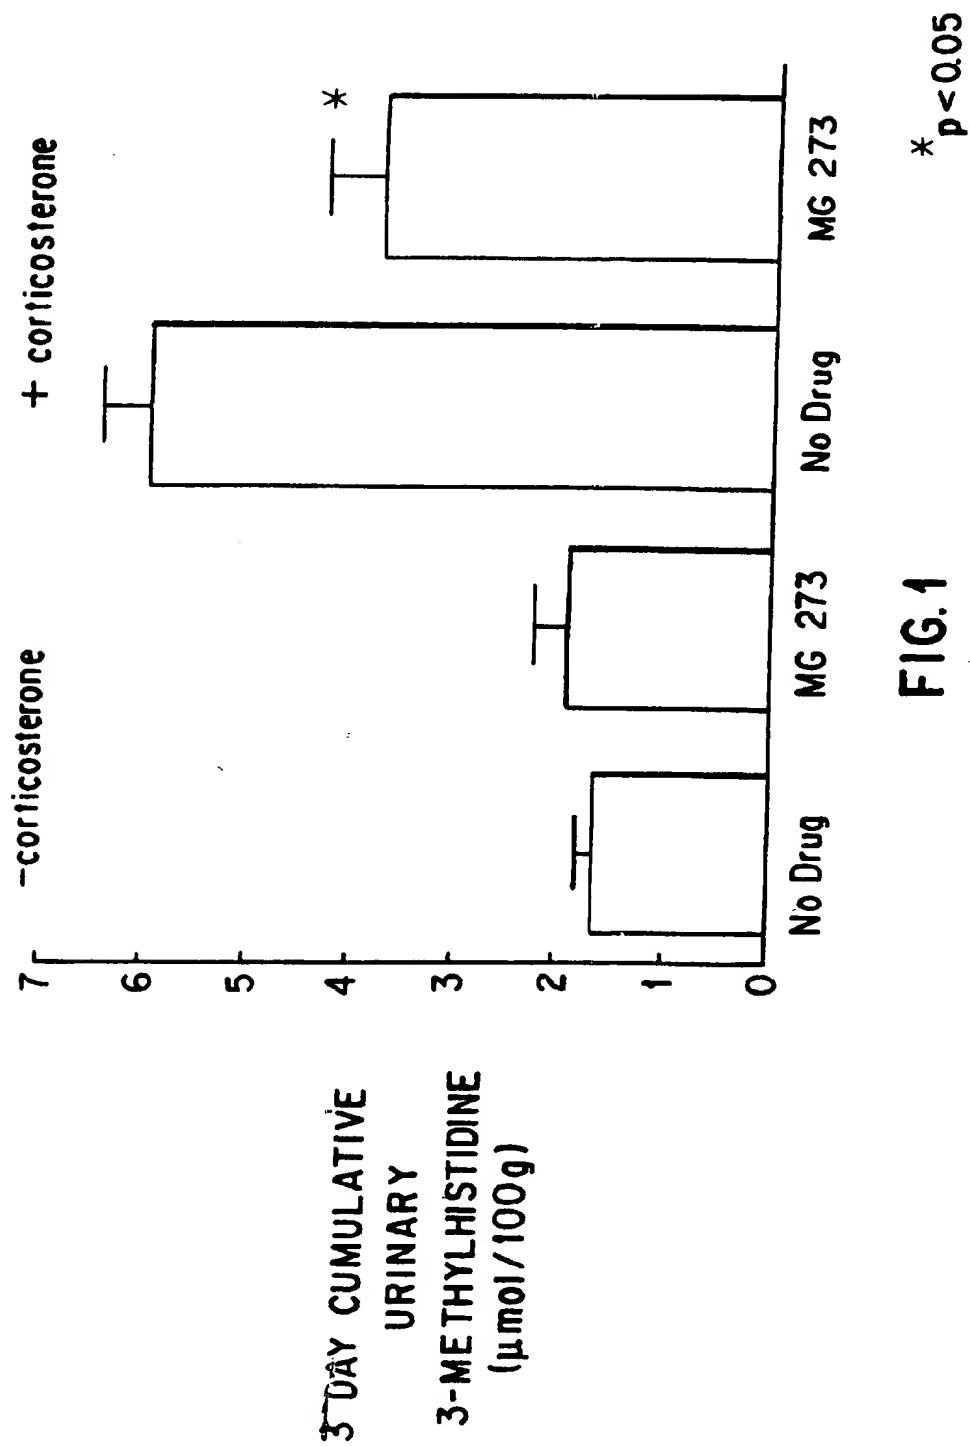 −corticosterone
+ corticosterone
7
6
5
4
3
2
1
0
3 DAY CUMULATIVE
URINARY
3-METHYLHISTIDINE
(μmol/100g)
*
No Drug
MG 273
No Drug
MG 273
* p < 0.05
FIG. 1